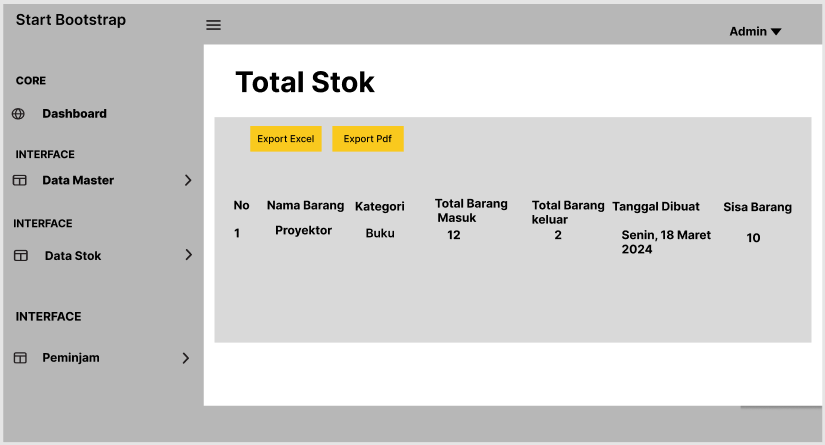 Start Bootstrap
Admin
CORE
Dashboard
INTERFACE
Data Master
INTERFACE
Data Stok
INTERFACE
Peminjam
Total Stok
Export Excel
Export Pdf
No
Nama Barang
Kategori
Total Barang
Masuk
Total Barang
keluar
Tanggal Dibuat
Sisa Barang
1
Proyektor
Buku
12
2
Senin, 18 Maret
2024
10